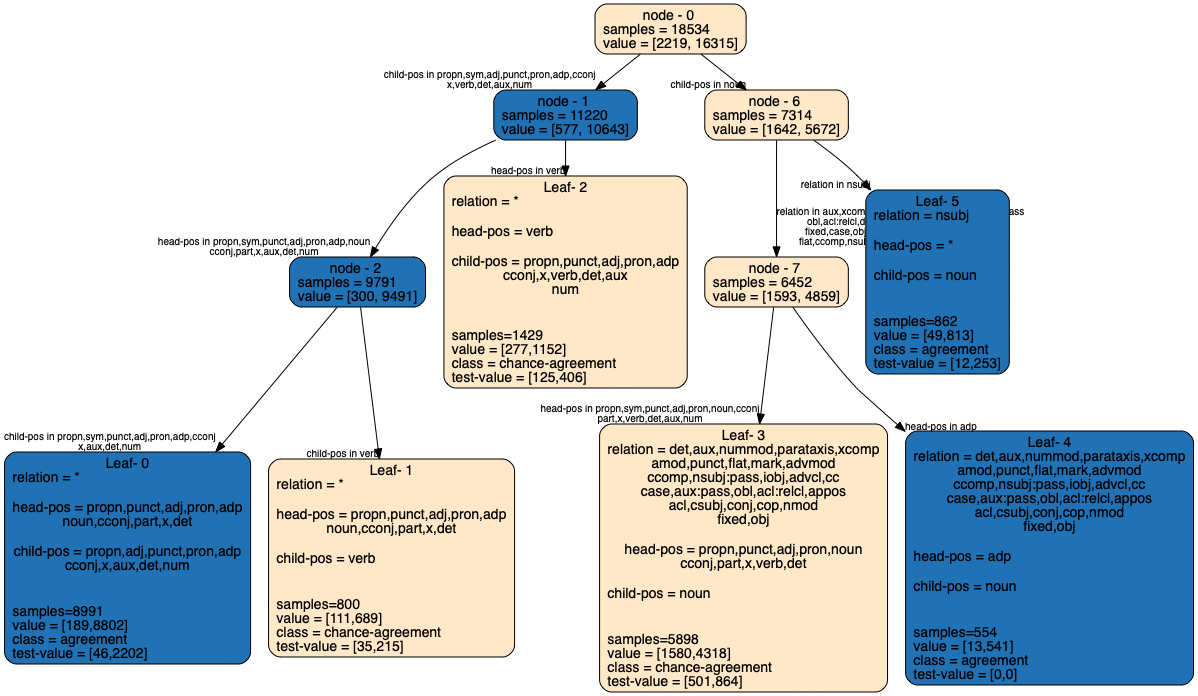 node - 0
samples = 18534
value = [2219, 16315]
child-pos in propn,sym,adj,punct,pron,adp,cconj
x,verb,det,aux,num
child-pos in noun
node - 1
samples = 11220
value = [577, 10643]
node - 6
samples = 7314
value = [1642, 5672]
head-pos in verb
relation in nsubj
Leaf- 2
relation = *
head-pos = verb
child-pos = propn,punct,adj,pron,adp
cconj,x,verb,det,aux
num
samples=1429
value = [277,1152]
class = chance-agreement
test-value = [125,406]
relation in aux,xcomp
ass
obl,acl:relcl,d
fixed,case,obj
flat,ccomp,nsub
Leaf- 5
relation = nsubj
head-pos = *
child-pos = noun
samples=862
value = [49,813]
class = agreement
test-value = [12,253]
head-pos in propn,sym,punct,adj,pron,adp,noun
cconj,part,x,aux,det,num
node - 2
samples = 9791
value = [300, 9491]
node - 7
samples = 6452
value = [1593, 4859]
child-pos in propn,sym,punct,adj,pron,adp,cconj
x,aux,det,num
child-pos in verb
head-pos in propn,sym,punct,adj,pron,noun,cconj
part,x,verb,det,aux,num
head-pos in adp
Leaf- 0
relation = *
head-pos = propn,punct,adj,pron,adp
noun,cconj,part,x,det
child-pos = propn,adj,punct,pron,adp
cconj,x,aux,det,num
samples=8991
value = [189,8802]
class = agreement
test-value = [46,2202]
Leaf- 1
relation = *
head-pos = propn,punct,adj,pron,adp
noun,cconj,part,x,det
child-pos = verb
samples=800
value = [111,689]
class = chance-agreement
test-value = [35,215]
Leaf- 3
relation = det,aux,nummod,parataxis,xcomp
amod,punct,flat,mark,advmod
ccomp,nsubj:pass,iobj,advcl,cc
case,aux:pass,obl,acl:relcl,appos
acl,csubj,conj,cop,nmod
fixed,obj
head-pos = propn,punct,adj,pron,noun
cconj,part,x,verb,det
child-pos = noun
samples=5898
value = [1580,4318]
class = chance-agreement
test-value = [501,864]
Leaf- 4
relation = det,aux,nummod,parataxis,xcomp
amod,punct,flat,mark,advmod
ccomp,nsubj:pass,iobj,advcl,cc
case,aux:pass,obl,acl:relcl,appos
acl,csubj,conj,cop,nmod
fixed,obj
head-pos = adp
child-pos = noun
samples=554
value = [13,541]
class = agreement
test-value = [0,0]